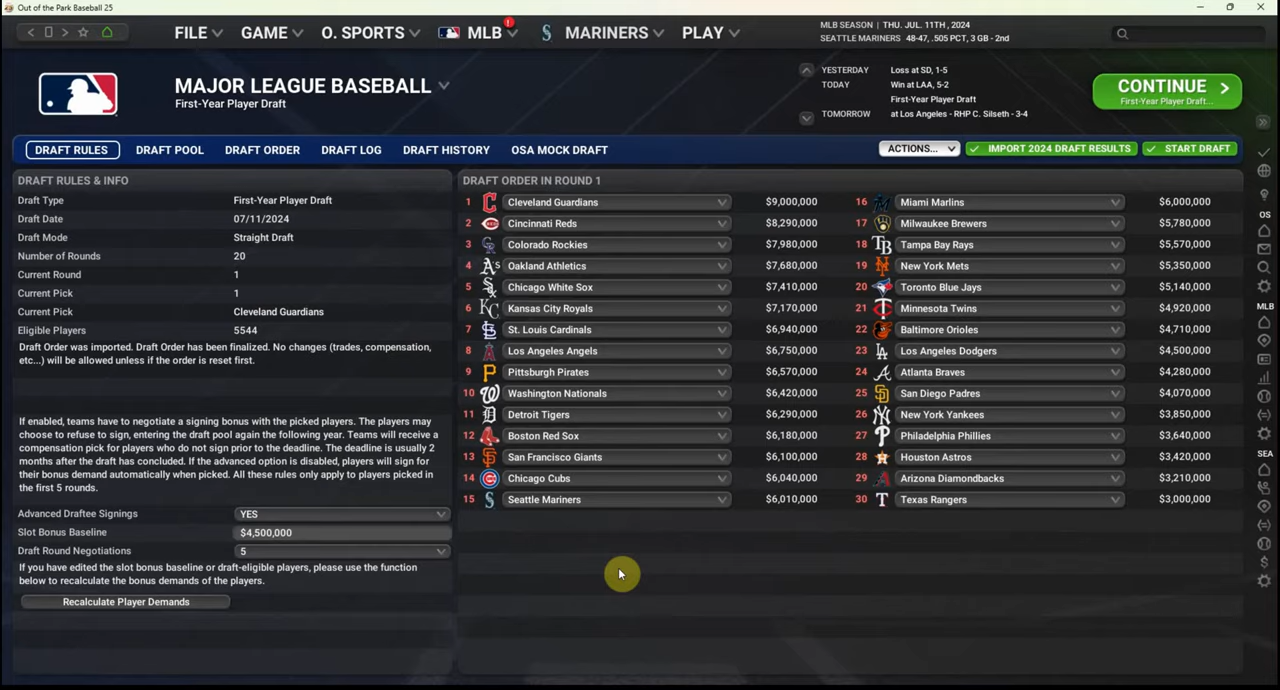 Out of the Park Baseball 25
FILE
GAME
O. SPORTS
MLB
!
MARINERS
PLAY
MLB SEASON | THU. JUL. 11TH , 2024
SEATTLE MARINERS 48-47, .505 PCT, 3 GB - 2nd
MAJOR LEAGUE BASEBALL
First-Year Player Draft
YESTERDAY Loss at SD, 1-5
TODAY Win at LAA, 5-2
First-Year Player Draft
TOMORROW at Los Angeles - RHP C. Silseth - 3-4
CONTINUE
First-Year Player Draft...
DRAFT RULES
DRAFT POOL
DRAFT ORDER
DRAFT LOG
DRAFT HISTORY
OSA MOCK DRAFT
ACTIONS...
IMPORT 2024 DRAFT RESULTS
START DRAFT
DRAFT RULES & INFO
Draft Type First-Year Player Draft
Draft Date 07/11/2024
Draft Mode Straight Draft
Number of Rounds 20
Current Round 1
Current Pick 1
Current Pick Cleveland Guardians
Eligible Players 5544
Draft Order was imported. Draft Order has been finalized. No changes (trades, compensation,
etc...) will be allowed unless if the order is reset first.
If enabled, teams have to negotiate a signing bonus with the picked players. The players may
choose to refuse to sign, entering the draft pool again the following year. Teams will receive a
compensation pick for players who do not sign prior to the deadline. The deadline is usually 2
months after the draft has concluded. If the advanced option is disabled, players will sign for
their bonus demand automatically when picked. All these rules only apply to players picked in
the first 5 rounds.
Advanced Draftee Signings YES
Slot Bonus Baseline $4,500,000
Draft Round Negotiations 5
If you have edited the slot bonus baseline or draft-eligible players, please use the function
below to recalculate the bonus demands of the players.
Recalculate Player Demands
DRAFT ORDER IN ROUND 1
1 Cleveland Guardians $9,000,000
2 Cincinnati Reds $8,290,000
3 Colorado Rockies $7,980,000
4 Oakland Athletics $7,680,000
5 Chicago White Sox $7,410,000
6 Kansas City Royals $7,170,000
7 St. Louis Cardinals $6,940,000
8 Los Angeles Angels $6,750,000
9 Pittsburgh Pirates $6,570,000
10 Washington Nationals $6,420,000
11 Detroit Tigers $6,290,000
12 Boston Red Sox $6,180,000
13 San Francisco Giants $6,100,000
14 Chicago Cubs $6,040,000
15 Seattle Mariners $6,010,000
16 Miami Marlins $6,000,000
17 Milwaukee Brewers $5,780,000
18 Tampa Bay Rays $5,570,000
19 New York Mets $5,350,000
20 Toronto Blue Jays $5,140,000
21 Minnesota Twins $4,920,000
22 Baltimore Orioles $4,710,000
23 Los Angeles Dodgers $4,500,000
24 Atlanta Braves $4,280,000
25 San Diego Padres $4,070,000
26 New York Yankees $3,850,000
27 Philadelphia Phillies $3,640,000
28 Houston Astros $3,420,000
29 Arizona Diamondbacks $3,210,000
30 Texas Rangers $3,000,000
OS
MLB
SEA